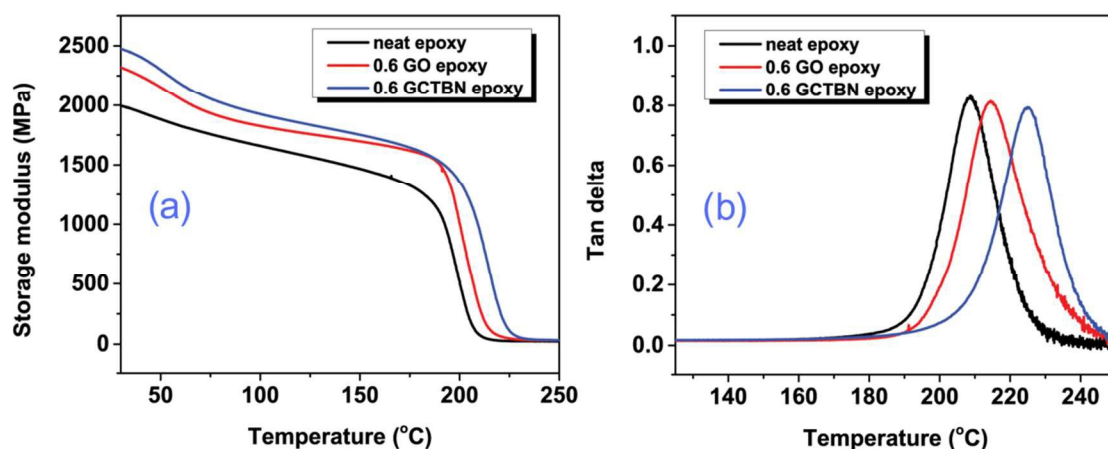 neat epoxy
0.6 GO epoxy
0.6 GCTBN epoxy
2500
2000
1500
1000
500
0
Storage modulus (MPa)
(a)
50
100
150
200
250
Temperature (°C)
neat epoxy
0.6 GO epoxy
0.6 GCTBN epoxy
1.0
0.8
0.6
0.4
0.2
0.0
Tan delta
(b)
140
160
180
200
220
240
Temperature (°C)